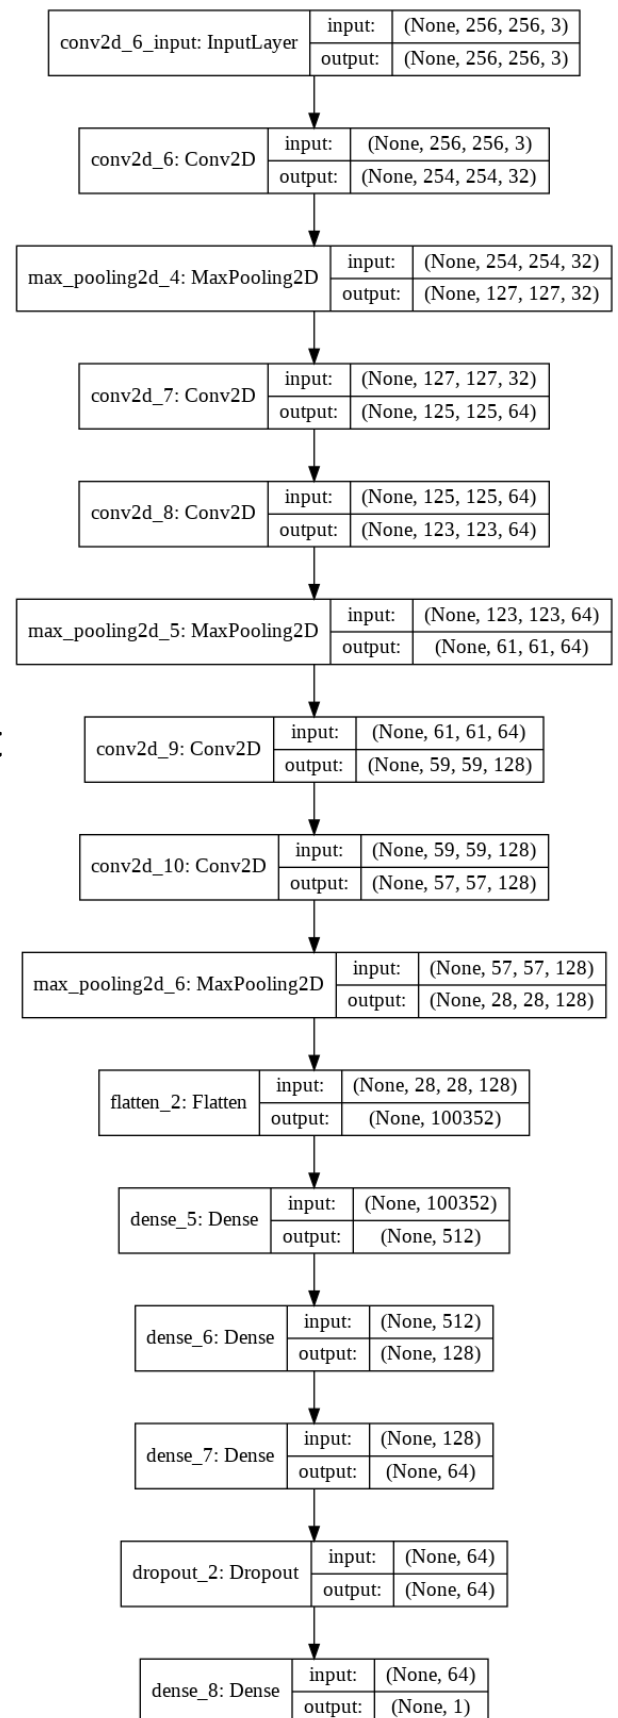 conv2d_6_input: InputLayer input: (None, 256, 256, 3)
output: (None, 256, 256, 3)
conv2d_6: Conv2D input: (None, 256, 256, 3)
output: (None, 254, 254, 32)
max_pooling2d_4: MaxPooling2D input: (None, 254, 254, 32)
output: (None, 127, 127, 32)
conv2d_7: Conv2D input: (None, 127, 127, 32)
output: (None, 125, 125, 64)
conv2d_8: Conv2D input: (None, 125, 125, 64)
output: (None, 123, 123, 64)
max_pooling2d_5: MaxPooling2D input: (None, 123, 123, 64)
output: (None, 61, 61, 64)
conv2d_9: Conv2D input: (None, 61, 61, 64)
output: (None, 59, 59, 128)
conv2d_10: Conv2D input: (None, 59, 59, 128)
output: (None, 57, 57, 128)
max_pooling2d_6: MaxPooling2D input: (None, 57, 57, 128)
output: (None, 28, 28, 128)
flatten_2: Flatten input: (None, 28, 28, 128)
output: (None, 100352)
dense_5: Dense input: (None, 100352)
output: (None, 512)
dense_6: Dense input: (None, 512)
output: (None, 128)
dense_7: Dense input: (None, 128)
output: (None, 64)
dropout_2: Dropout input: (None, 64)
output: (None, 64)
dense_8: Dense input: (None, 64)
output: (None, 1)